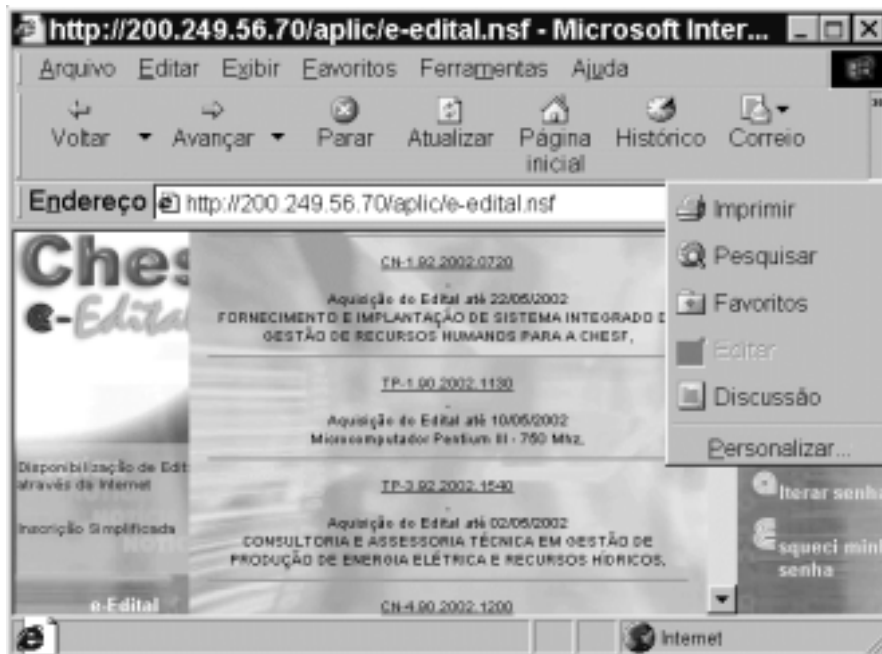 http://200.249.56.70/aplic/e-edital.nsf - Microsoft Inter...
Arquivo Editar Exibir Favoritos Ferramentas Ajuda
Voltar Avançar Parar Atualizar Página inicial Histórico Correio
Endereço http://200.249.56.70/aplic/e-edital.nsf
Imprimir
Pesquisar
Favoritos
Editar
Discussão
Personalizar...
Ches
e-Edital
Disponibilização de Edit
através da Internet
Inscrição Simplificada
e-Edital
CN-1.92.2002.0720
Aquisição do Edital até 22/05/2002
FORNECIMENTO E IMPLANTAÇÃO DE SISTEMA INTEGRADO D
GESTÃO DE RECURSOS HUMANOS PARA A CHESF.
TP-1.90.2002.1130
Aquisição do Edital até 10/05/2002
Microcomputador Pentium III - 750 Mhz.
TP-3.92.2002.1540
Aquisição do Edital até 02/05/2002
CONSULTORIA E ASSESSORIA TÉCNICA EM GESTÃO DE
PRODUÇÃO DE ENERGIA ELÉTRICA E RECURSOS HÍDRICOS.
CN-4.90.2002.1200
lterar senha
squeci minh
senha
Internet